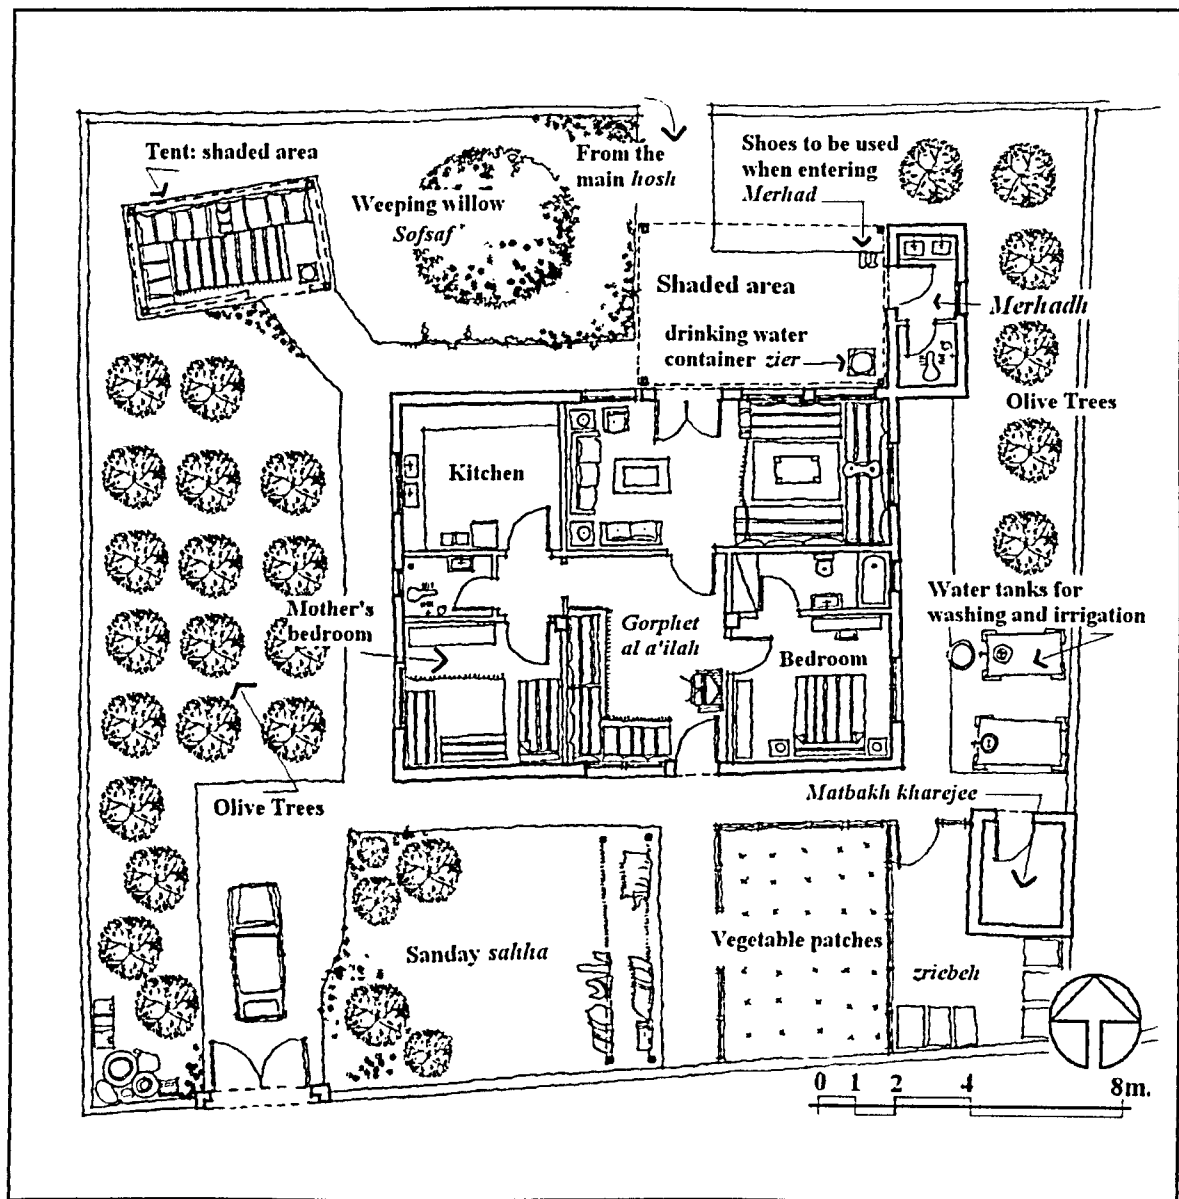 Tent: shaded area
From the
main hosh
Shoes to be used
when entering
Merhad
Weeping willow
Sofsaf
Shaded area
Merhadh
drinking water
container zier
Olive Trees
Kitchen
Water tanks for
washing and irrigation
Mother's
bedroom
Gorphet
al a'ilah
Bedroom
Olive Trees
Matbakh kharejee
Sanday sahha
Vegetable patches
zriebeh
0 1 2 4 8m.